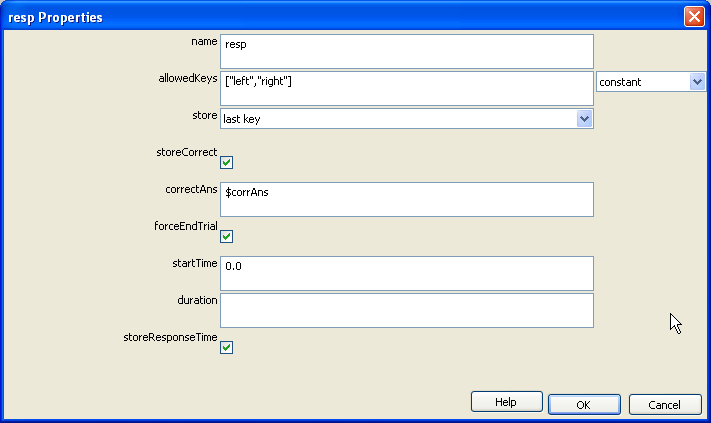 resp Properties
name resp
allowedKeys ["left","right"] constant
store last key
storeCorrect
correctAns $corrAns
forceEndTrial
startTime 0.0
duration
storeResponseTime
Help OK Cancel